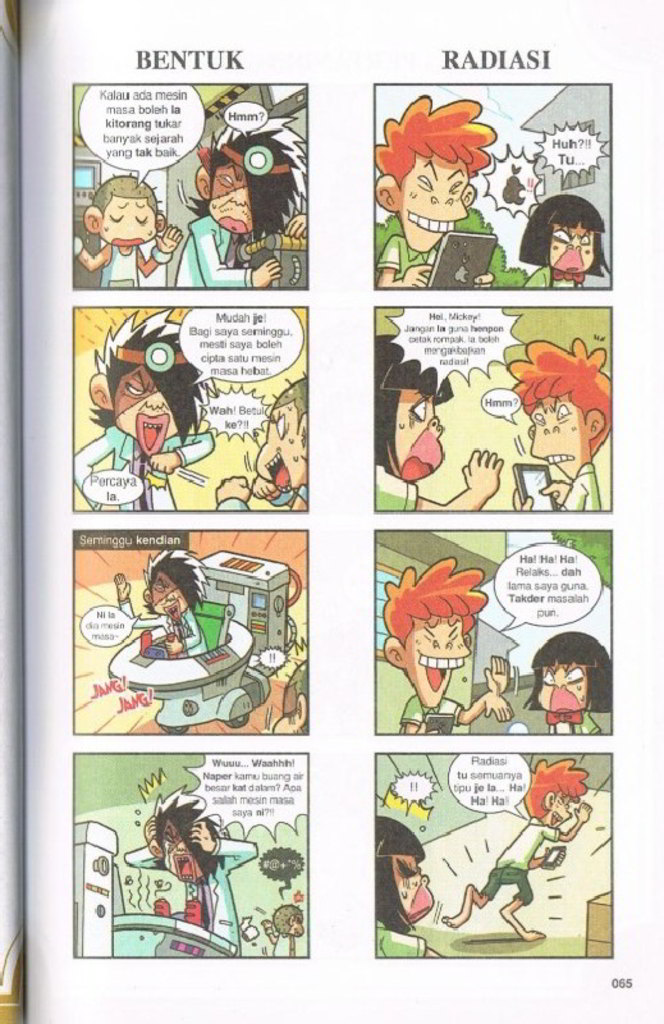 BENTUK
Kalau ada mesin
masa boleh la
kitorang tukar
banyak sejarah
yang tak baik.
Hmm?
Mudah je!
Bagi saya seminggu,
mesti saya boleh
cipta satu mesin
masa hebat.
Wah! Betul
ke?!!
Percaya
la.
Seminggu kendian
Ni la
dia mesin
masa~
!!
JANG!
JANG!
Wuuu... Waahhh!
Naper kamu buang air
besar kat dalam? Apa
salah mesin masa
saya ni?!!
#@+*%
RADIASI
!!
Huh?!!
Tu...
Hei, Mickey!
Jangan la guna henpon
cetak rompak. Ia boleh
mengakibatkan
radiasi!
Hmm?
Ha! Ha! Ha!
Relaks... dah
lama saya guna.
Takder masalah
pun.
!!
Radiasi
tu semuanya
tipu je la... Ha!
Ha! Ha!
065